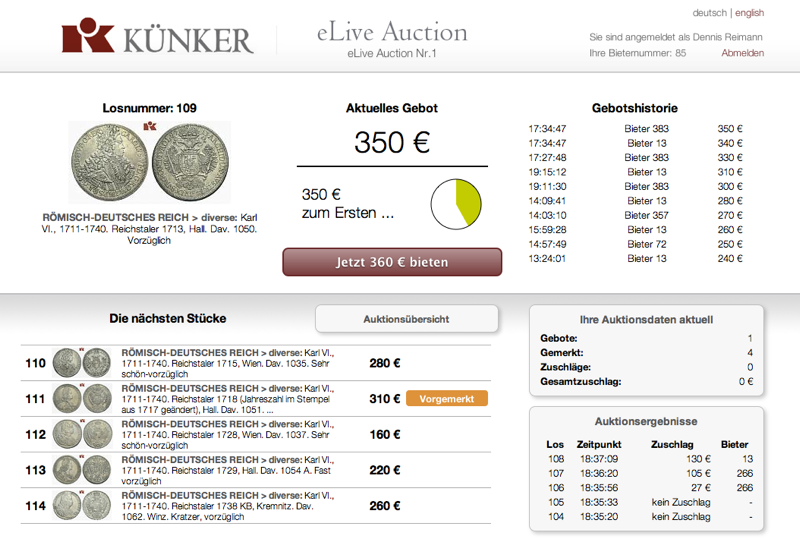 deutsch | english
KÜNKER
eLive Auction
eLive Auction Nr.1
Sie sind angemeldet als Dennis Reimann
Ihre Bieternummer: 85 Abmelden
Losnummer: 109
RÖMISCH-DEUTSCHES REICH > diverse: Karl
VI., 1711-1740. Reichstaler 1713, Hall. Dav. 1050.
Vorzüglich
Aktuelles Gebot
350 €
350 €
zum Ersten ...
Jetzt 360 € bieten
Gebotshistorie
17:34:47 Bieter 383 350 €
17:34:47 Bieter 13 340 €
17:27:48 Bieter 383 330 €
19:15:12 Bieter 13 310 €
19:11:30 Bieter 383 300 €
14:09:41 Bieter 13 280 €
14:03:10 Bieter 357 270 €
15:59:28 Bieter 13 260 €
14:57:49 Bieter 72 250 €
13:24:01 Bieter 13 240 €
Die nächsten Stücke
Auktionsübersicht
110 RÖMISCH-DEUTSCHES REICH > diverse: Karl VI.,
1711-1740. Reichstaler 1715, Wien. Dav. 1035. Sehr
schön-vorzüglich
280 €
111 RÖMISCH-DEUTSCHES REICH > diverse: Karl VI.,
1711-1740. Reichstaler 1718 (Jahreszahl im Stempel
aus 1717 geändert), Hall. Dav. 1051. ...
310 € Vorgemerkt
112 RÖMISCH-DEUTSCHES REICH > diverse: Karl VI.,
1711-1740. Reichstaler 1728, Wien. Dav. 1037. Sehr
schön-vorzüglich
160 €
113 RÖMISCH-DEUTSCHES REICH > diverse: Karl VI.,
1711-1740. Reichstaler 1729, Hall. Dav. 1054 A. Fast
vorzüglich
220 €
114 RÖMISCH-DEUTSCHES REICH > diverse: Karl VI.,
1711-1740. Reichstaler 1738 KB, Kremnitz. Dav.
1062. Winz. Kratzer, vorzüglich
260 €
Ihre Auktionsdaten aktuell
Gebote: 1
Gemerkt: 4
Zuschläge: 0
Gesamtzuschlag: 0 €
Auktionsergebnisse
Los Zeitpunkt Zuschlag Bieter
108 18:37:09 130 € 13
107 18:36:20 105 € 266
106 18:35:56 27 € 266
105 18:35:33 kein Zuschlag -
104 18:35:20 kein Zuschlag -